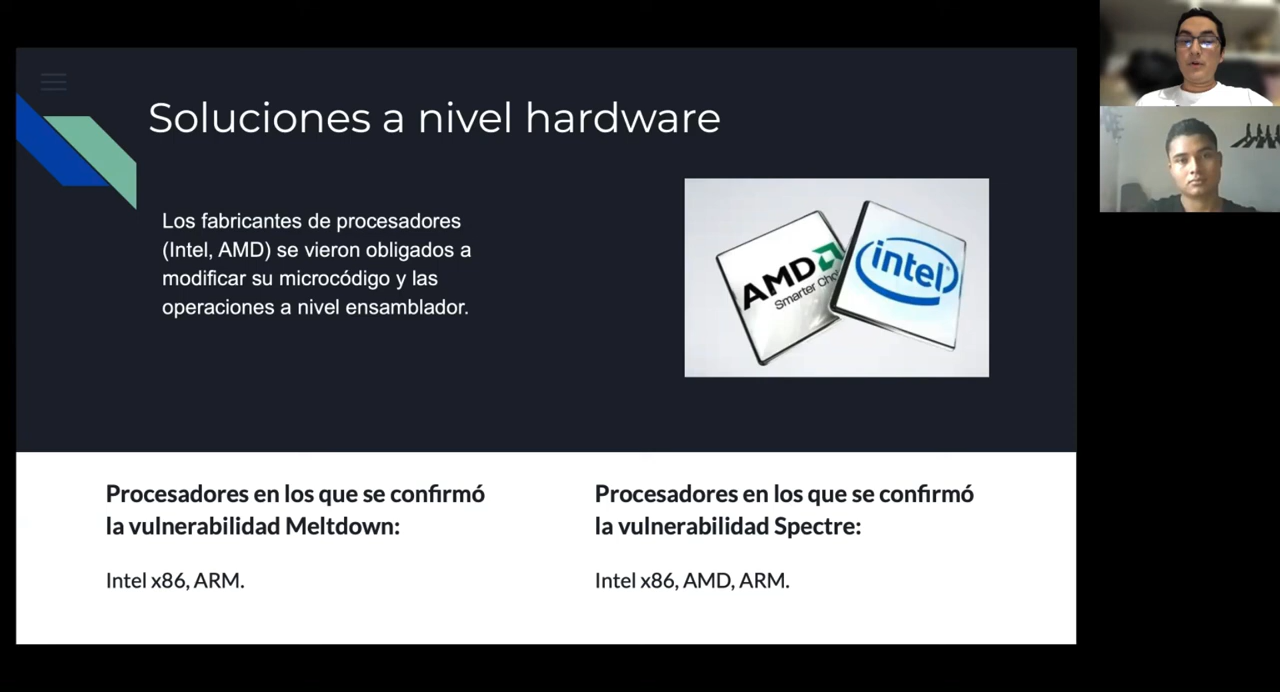 Soluciones a nivel hardware
Los fabricantes de procesadores
(Intel, AMD) se vieron obligados a
modificar su microcódigo y las
operaciones a nivel ensamblador.
AMD
Smarter Choi
intel
Procesadores en los que se confirmó
la vulnerabilidad Meltdown:
Intel x86, ARM.
Procesadores en los que se confirmó
la vulnerabilidad Spectre:
Intel x86, AMD, ARM.